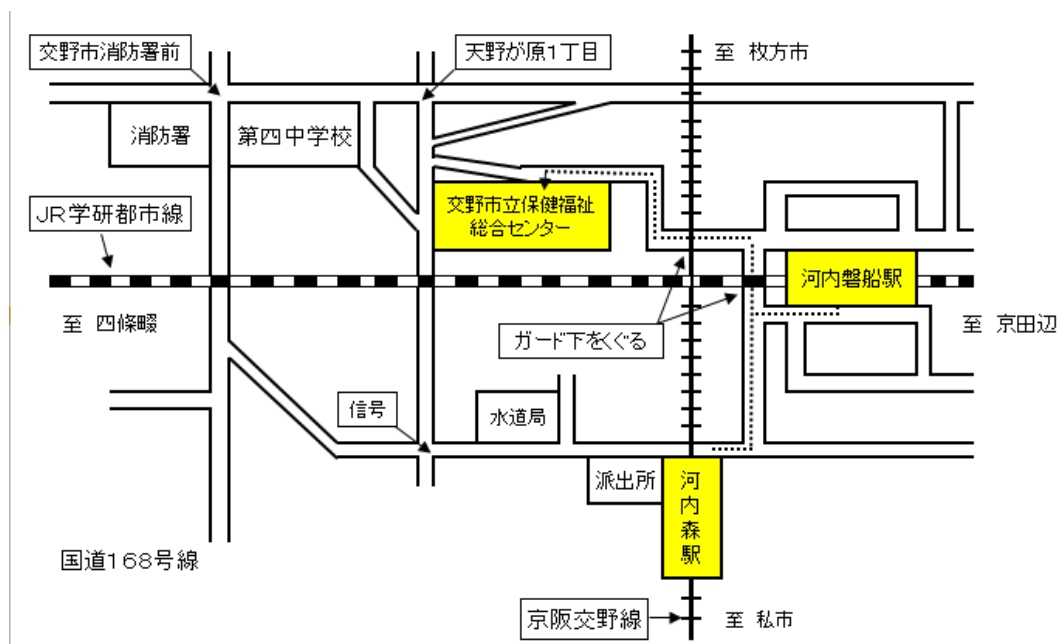 交野市消防署前
天野が原1丁目
至 枚方市
消防署
第四中学校
JR学研都市線
交野市立保健福祉
総合センター
河内磐船駅
至 四條畷
ガード下をくぐる
至 京田辺
信号
水道局
派出所
河内森駅
国道168号線
京阪交野線
至 私市